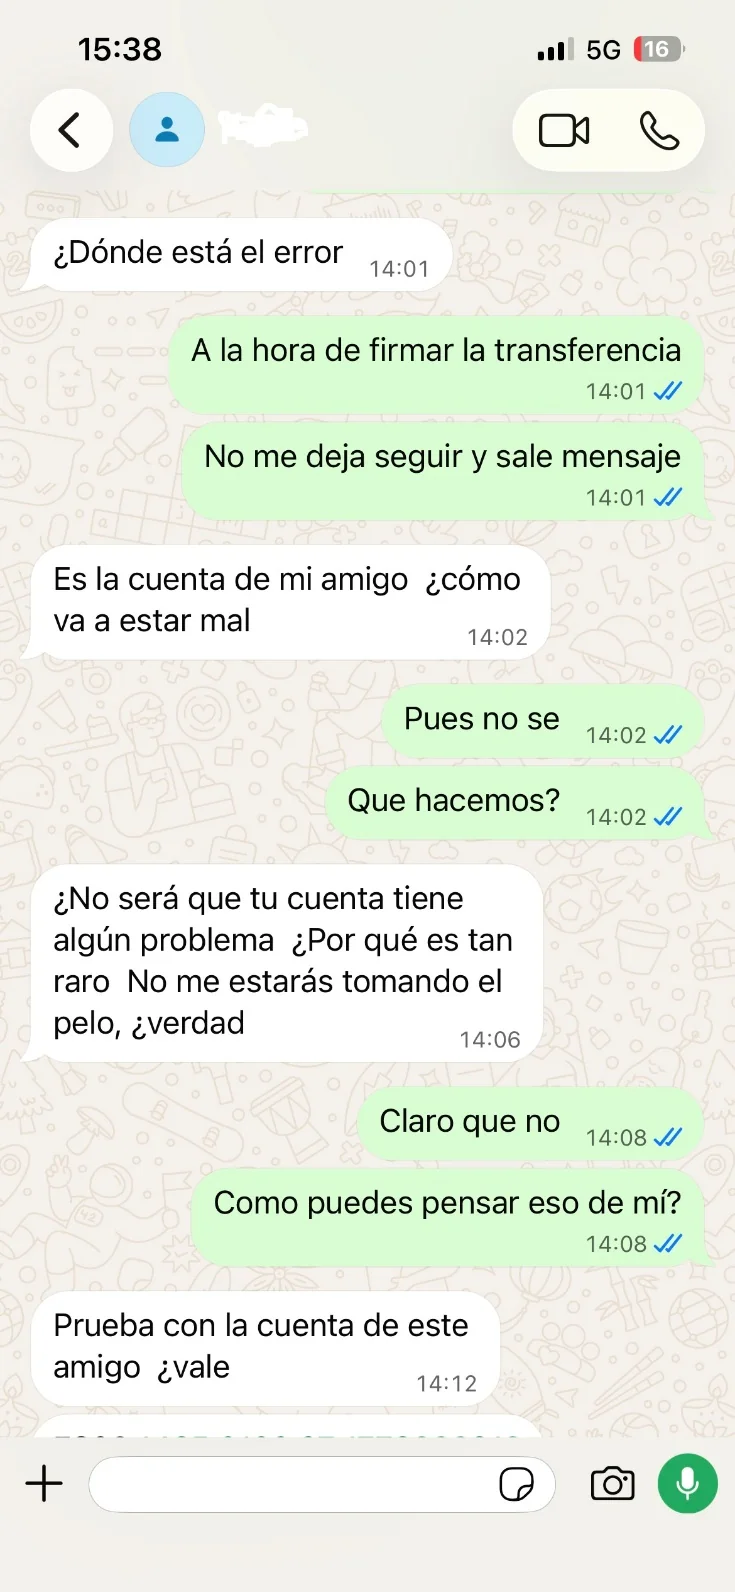 15:38
5G
16
¿Dónde está el error
14:01
A la hora de firmar la transferencia
14:01
No me deja seguir y sale mensaje
14:01
Es la cuenta de mi amigo ¿cómo
va a estar mal
14:02
Pues no se
14:02
Que hacemos?
14:02
¿No será que tu cuenta tiene
algún problema ¿Por qué es tan
raro No me estarás tomando el
pelo, ¿verdad
14:06
Claro que no
14:08
Como puedes pensar eso de mí?
14:08
Prueba con la cuenta de este
amigo ¿vale
14:12